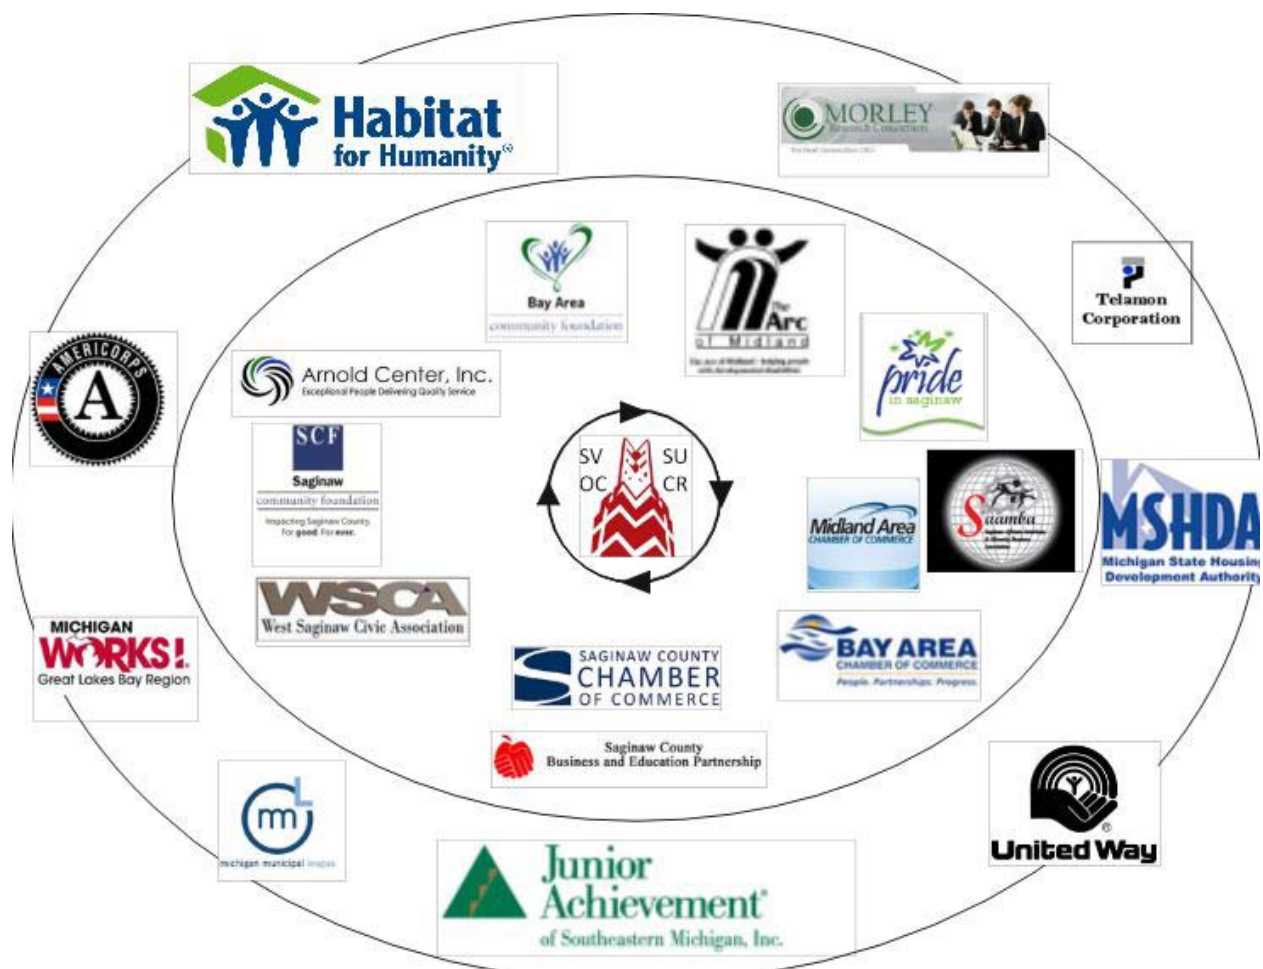 Habitat
for Humanity®
MORLEY
Research Consortium
Bay Area
community foundation
The
Arc
of Midland
Telamon
Corporation
AMERICORPS
A
Arnold Center, Inc.
Exceptional People Delivering Quality Service
pride
in saginaw
SCF
Saginaw
community foundation
Impacting Saginaw County.
For good. For ever.
SV SU
OC CR
Midland Area
CHAMBER OF COMMERCE
Saamba
MSHDA
Michigan State Housing
Development Authority
WSCA
West Saginaw Civic Association
MICHIGAN
WORKS!
Great Lakes Bay Region
SAGINAW COUNTY
CHAMBER
OF COMMERCE
BAY AREA
CHAMBER OF COMMERCE
People. Partnerships. Progress.
Saginaw County
Business and Education Partnership
mml
michigan municipal league
United Way
Junior
Achievement®
of Southeastern Michigan, Inc.